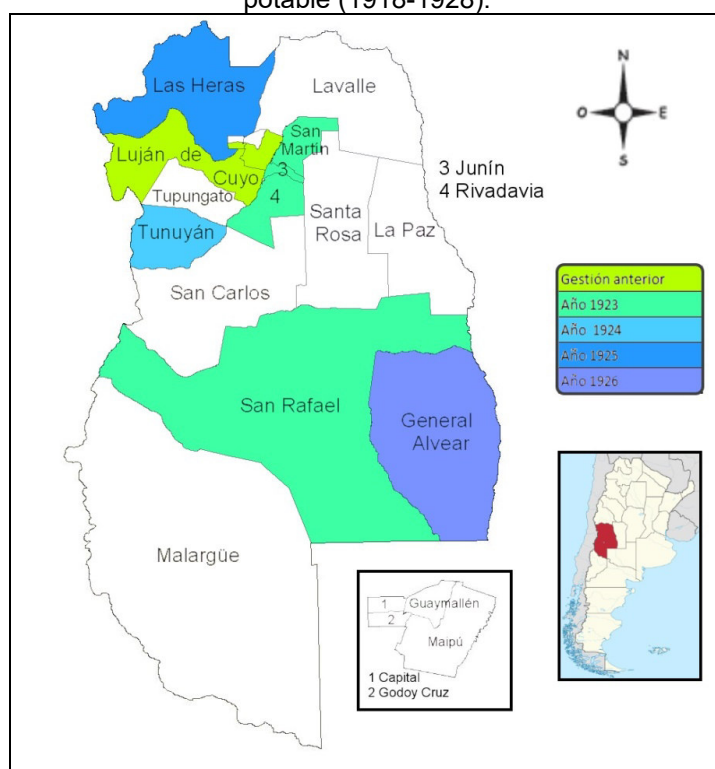 potable (1918-1928).
N
O
E
S
Las Heras
Lavalle
San
Martín
Luján de
Cuyo
3
4
3 Junín
4 Rivadavia
Tupungato
Santa
Rosa
La Paz
Tunuyán
San Carlos
Gestión anterior
Año 1923
Año 1924
Año 1925
Año 1926
San Rafael
General
Alvear
Malargüe
1
Guaymallén
2
Maipú
1 Capital
2 Godoy Cruz